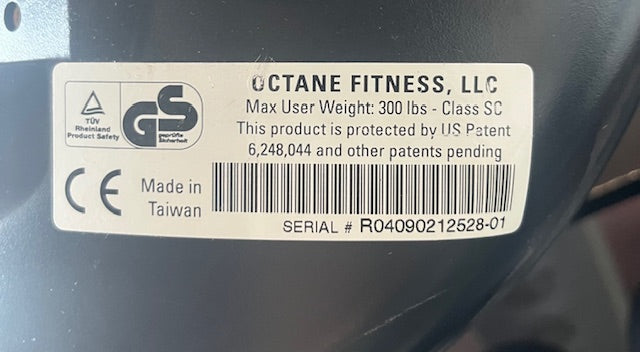 OCTANE FITNESS, LLC
Max User Weight: 300 lbs - Class SC
This product is protected by US Patent
6,248,044 and other patents pending
TÜV
Rheinland
Product Safety
GS
geprüfte
Sicherheit
CE
Made in
Taiwan
SERIAL # R04090212528-01